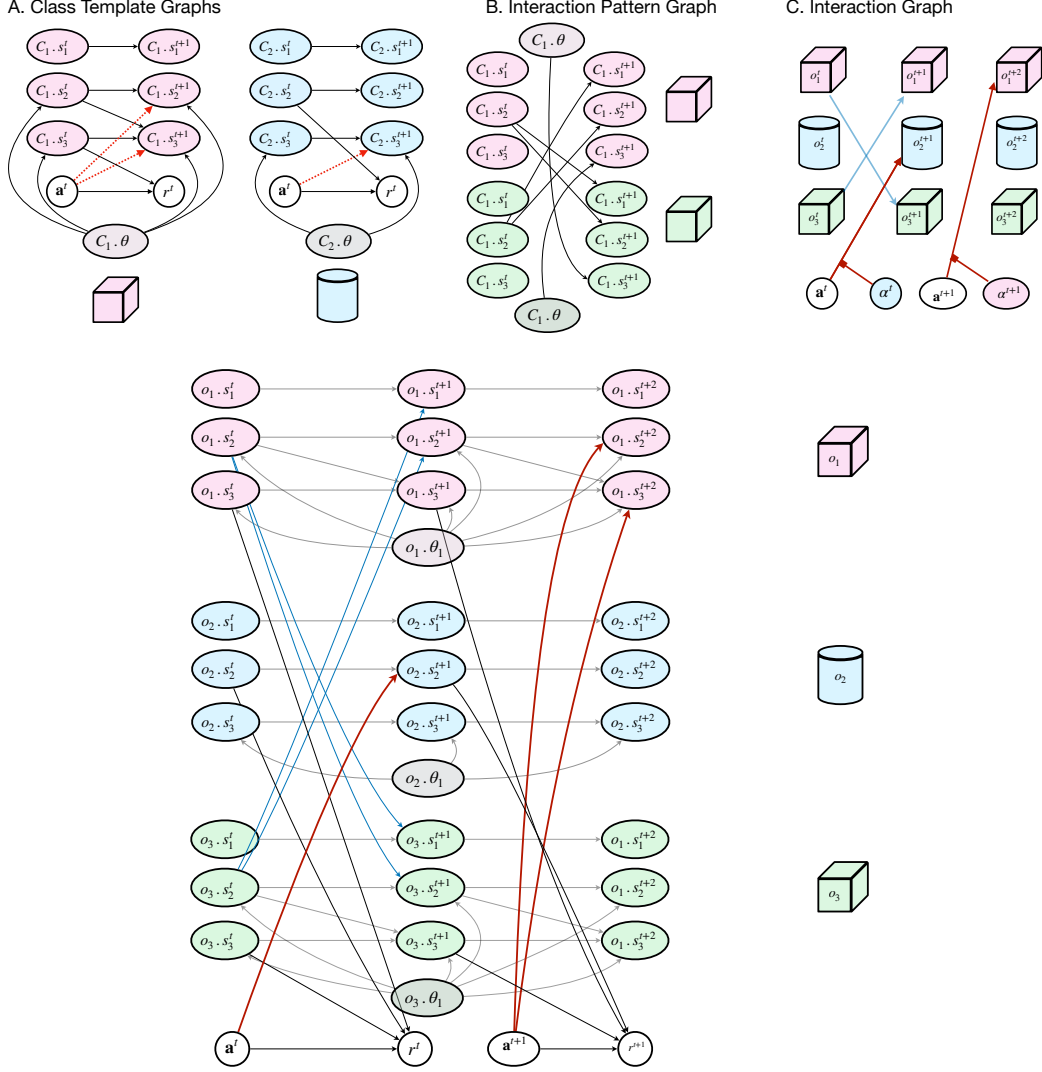 A. Class Template Graphs
B. Interaction Pattern Graph
C. Interaction Graph
C₁ . s₁ᵗ C₁ . s₁ᵗ⁺¹
C₁ . s₂ᵗ C₁ . s₂ᵗ⁺¹
C₁ . s₃ᵗ C₁ . s₃ᵗ⁺¹
aᵗ rᵗ
C₁ . θ
C₂ . s₁ᵗ C₂ . s₁ᵗ⁺¹
C₂ . s₂ᵗ C₂ . s₂ᵗ⁺¹
C₂ . s₃ᵗ C₂ . s₃ᵗ⁺¹
aᵗ rᵗ
C₂ . θ
C₁ . θ
C₁ . s₁ᵗ C₁ . s₁ᵗ⁺¹
C₁ . s₂ᵗ C₁ . s₂ᵗ⁺¹
C₁ . s₃ᵗ C₁ . s₃ᵗ⁺¹
C₁ . s₁ᵗ C₁ . s₁ᵗ⁺¹
C₁ . s₂ᵗ C₁ . s₂ᵗ⁺¹
C₁ . s₃ᵗ C₁ . s₃ᵗ⁺¹
C₁ . θ
o₁ᵗ o₁ᵗ⁺¹ o₁ᵗ⁺²
o₂ᵗ o₂ᵗ⁺¹ o₂ᵗ⁺²
o₃ᵗ o₃ᵗ⁺¹ o₃ᵗ⁺²
aᵗ αᵗ aᵗ⁺¹ αᵗ⁺¹
o₁ . s₁ᵗ o₁ . s₁ᵗ⁺¹ o₁ . s₁ᵗ⁺²
o₁ . s₂ᵗ o₁ . s₂ᵗ⁺¹ o₁ . s₂ᵗ⁺²
o₁
o₁ . s₃ᵗ o₁ . s₃ᵗ⁺¹ o₁ . s₃ᵗ⁺²
o₁ . θ₁
o₂ . s₁ᵗ o₂ . s₁ᵗ⁺¹ o₂ . s₁ᵗ⁺²
o₂ . s₂ᵗ o₂ . s₂ᵗ⁺¹ o₂ . s₂ᵗ⁺²
o₂
o₂ . s₃ᵗ o₂ . s₃ᵗ⁺¹ o₂ . s₃ᵗ⁺²
o₂ . θ₁
o₃ . s₁ᵗ o₃ . s₁ᵗ⁺¹ o₁ . s₁ᵗ⁺²
o₃ . s₂ᵗ o₃ . s₂ᵗ⁺¹ o₁ . s₂ᵗ⁺²
o₃
o₃ . s₃ᵗ o₃ . s₃ᵗ⁺¹ o₁ . s₃ᵗ⁺²
o₃ . θ₁
aᵗ rᵗ aᵗ⁺¹ rᵗ⁺¹